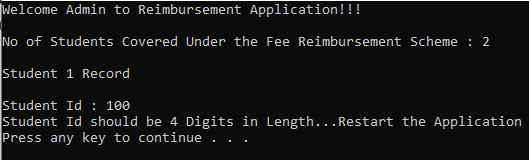 Welcome Admin to Reimbursement Application!!!
No of Students Covered Under the Fee Reimbursement Scheme : 2
Student 1 Record
Student Id : 100
Student Id should be 4 Digits in Length...Restart the Application
Press any key to continue . . .